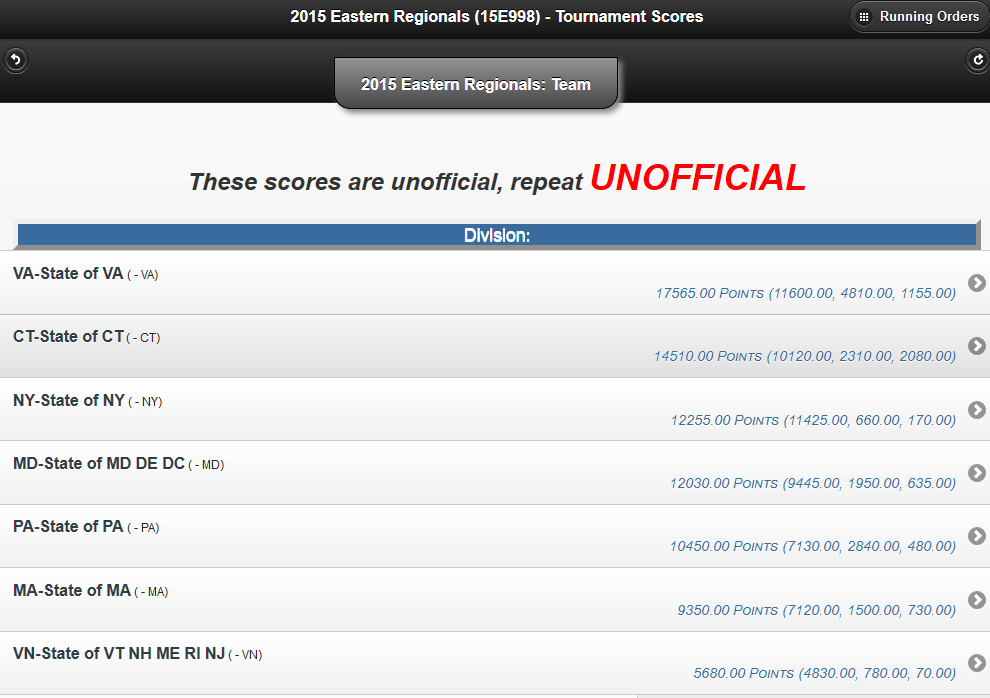 2015 Eastern Regionals (15E998) - Tournament Scores
Running Orders
2015 Eastern Regionals: Team
These scores are unofficial, repeat UNOFFICIAL
Division:
VA-State of VA ( - VA)
17565.00 Points (11600.00, 4810.00, 1155.00)
CT-State of CT ( - CT)
14510.00 Points (10120.00, 2310.00, 2080.00)
NY-State of NY ( - NY)
12255.00 Points (11425.00, 660.00, 170.00)
MD-State of MD DE DC ( - MD)
12030.00 Points (9445.00, 1950.00, 635.00)
PA-State of PA ( - PA)
10450.00 Points (7130.00, 2840.00, 480.00)
MA-State of MA ( - MA)
9350.00 Points (7120.00, 1500.00, 730.00)
VN-State of VT NH ME RI NJ ( - VN)
5680.00 Points (4830.00, 780.00, 70.00)